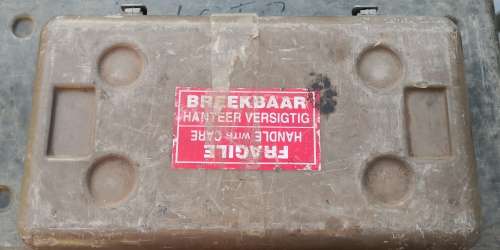 BREEKBAAR
HANTEER VERSIGTIG
FRAGILE
HANDLE WITH CARE